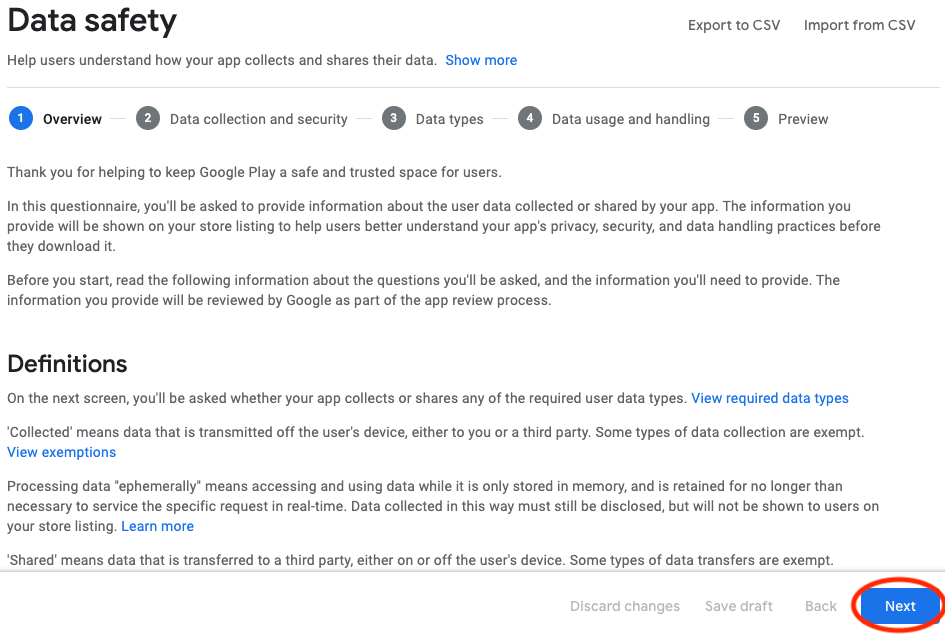 Data safety
Export to CSV Import from CSV
Help users understand how your app collects and shares their data. Show more
1 Overview 2 Data collection and security 3 Data types 4 Data usage and handling 5 Preview
Thank you for helping to keep Google Play a safe and trusted space for users.
In this questionnaire, you'll be asked to provide information about the user data collected or shared by your app. The information you
provide will be shown on your store listing to help users better understand your app's privacy, security, and data handling practices before
they download it.
Before you start, read the following information about the questions you'll be asked, and the information you'll need to provide. The
information you provide will be reviewed by Google as part of the app review process.
Definitions
On the next screen, you'll be asked whether your app collects or shares any of the required user data types. View required data types
'Collected' means data that is transmitted off the user's device, either to you or a third party. Some types of data collection are exempt.
View exemptions
Processing data "ephemerally" means accessing and using data while it is only stored in memory, and is retained for no longer than
necessary to service the specific request in real-time. Data collected in this way must still be disclosed, but will not be shown to users on
your store listing. Learn more
'Shared' means data that is transferred to a third party, either on or off the user's device. Some types of data transfers are exempt.
Discard changes Save draft Back Next